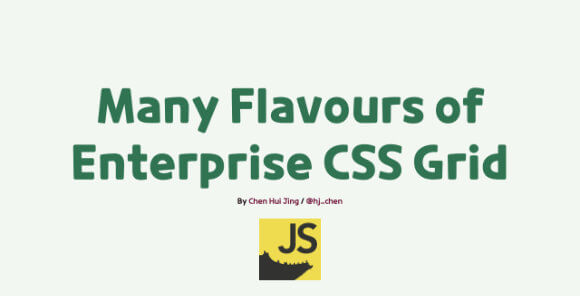 Many Flavours of
Enterprise CSS Grid
By Chen Hui Jing / @hj_chen
JS